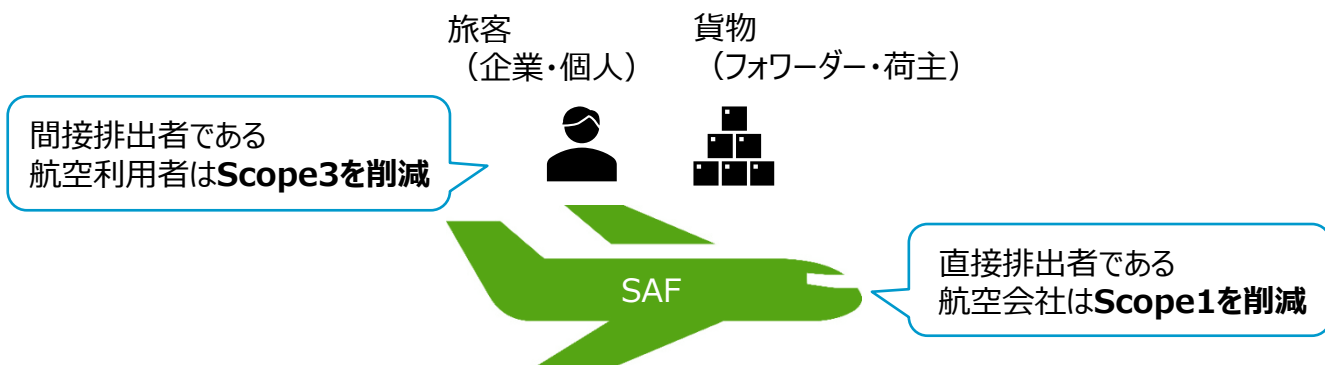 旅客
（企業・個人）
貨物
（フォワーダー・荷主）
間接排出者である
航空利用者はScope3を削減
SAF
直接排出者である
航空会社はScope1を削減